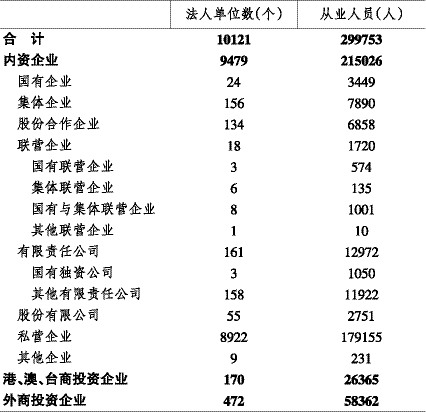 法人单位数(个) 从业人员(人)
合 计 10121 299753
内资企业 9479 215026
国有企业 24 3449
集体企业 156 7890
股份合作企业 134 6858
联营企业 18 1720
国有联营企业 3 574
集体联营企业 6 135
国有与集体联营企业 8 1001
其他联营企业 1 10
有限责任公司 161 12972
国有独资公司 3 1050
其他有限责任公司 158 11922
股份有限公司 55 2751
私营企业 8922 179155
其他企业 9 231
港、澳、台商投资企业 170 26365
外商投资企业 472 58362